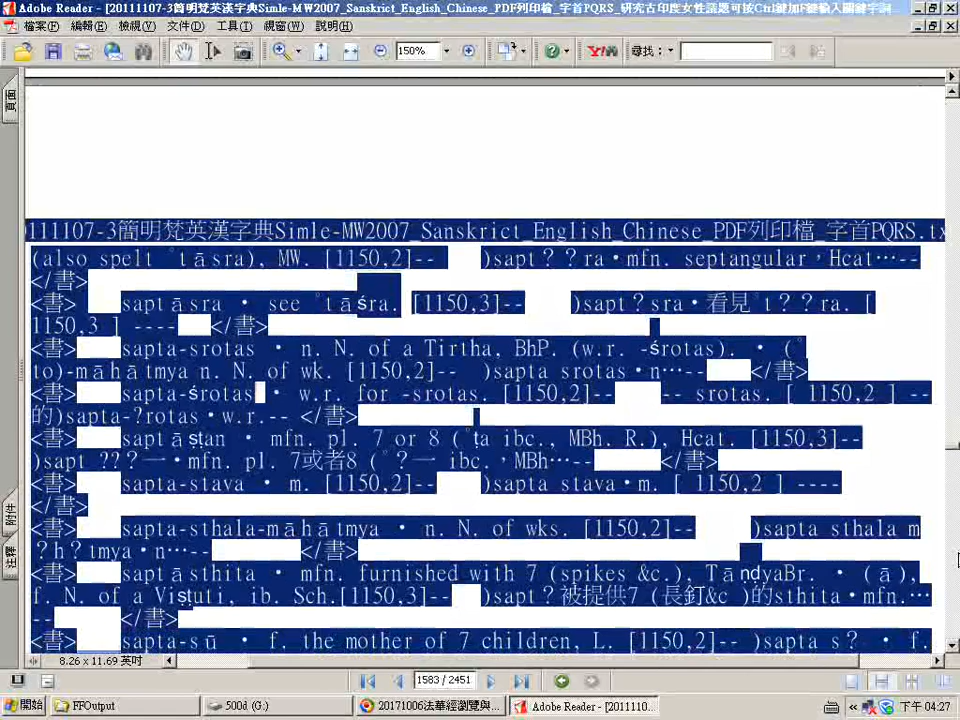 Adobe Reader - [20111107-3簡明梵英漢字典Simle-MW2007_Sanskrict_English_Chinese_PDF列印檔_字首PQRS_研究古印度女性議題可按Ctrl鍵加F鍵輸入關鍵字詞
檔案(F) 編輯(E) 檢視(V) 文件(D) 工具(T) 視窗(W) 說明(H)
150% 尋找：
頁面
附件
注釋
0111107-3簡明梵英漢字典Simle-MW2007_Sanskrict_English_Chinese_PDF列印檔_字首PQRS.tx
(also spelt ˚tāsra), MW. [1150,2]-- )sapt？？ra‧mfn. septangular，Hcat…--
</書>
<書> saptāsra ‧ see ˚tāśra. [1150,3]-- )sapt？sra‧看見˚t？？ra. [
1150,3 ] ---- </書>
<書> sapta-srotas ‧ n. N. of a Tirtha, BhP. (w.r. -śrotas). ‧ (˚
to)-māhātmya n. N. of wk. [1150,2]-- )sapta srotas‧n…-- </書>
<書> sapta-śrotas ‧ w.r. for -srotas. [1150,2]-- -- srotas. [1150,2 ] --
的)sapta-?rotas‧w.r.-- </書>
<書> saptāṣṭan ‧ mfn. pl. 7 or 8 (˚ṭa ibc., MBh. R.), Hcat. [1150,3]--
)sapt ???一‧mfn. pl. 7或者8 (˚？一 ibc.，MBh…-- </書>
<書> sapta-stava ‧ m. [1150,2]-- )sapta stava‧m. [ 1150,2 ] ----
</書>
<書> sapta-sthala-māhātmya ‧ n. N. of wks. [1150,2]-- )sapta sthala m
？h？tmya‧n…-- </書>
<書> saptāsthita ‧ mfn. furnished with 7 (spikes &c.), TāṇḍyaBr. ‧ (ā),
f. N. of a Viṣṭuti, ib. Sch.[1150,3]-- )sapt？被提供7 (長釘&c )的sthita‧mfn.…
-- </書>
<書> sapta-sū ‧ f. the mother of 7 children, L. [1150,2]-- )sapta s? ‧ f.
8.26 x 11.69 英吋
1583 / 2451
開始 FFOutput 500d (G:) 20171006法華經瀏覽與... Adobe Reader - [2011110... 下午 04:27